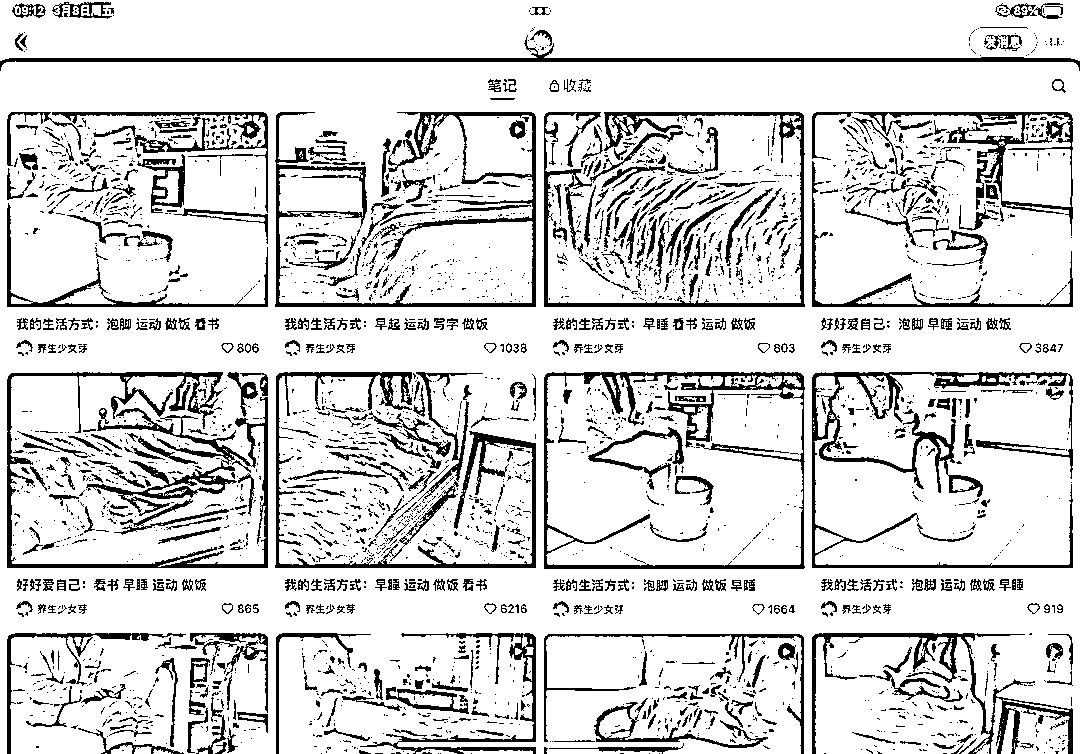 09:12 3月8日周五
89%
发消息
笔记 收藏
我的生活方式：泡脚 运动 做饭 看书
养生少女芽 806
我的生活方式：早起 运动 写字 做饭
养生少女芽 1038
我的生活方式：早睡 看书 运动 做饭
养生少女芽 603
好好爱自己：泡脚 早睡 运动 做饭
养生少女芽 3847
好好爱自己：看书 早睡 运动 做饭
养生少女芽 865
我的生活方式：早睡 运动 做饭 看书
养生少女芽 6216
我的生活方式：泡脚 运动 做饭 早睡
养生少女芽 1664
我的生活方式：泡脚 运动 做饭 早睡
养生少女芽 919